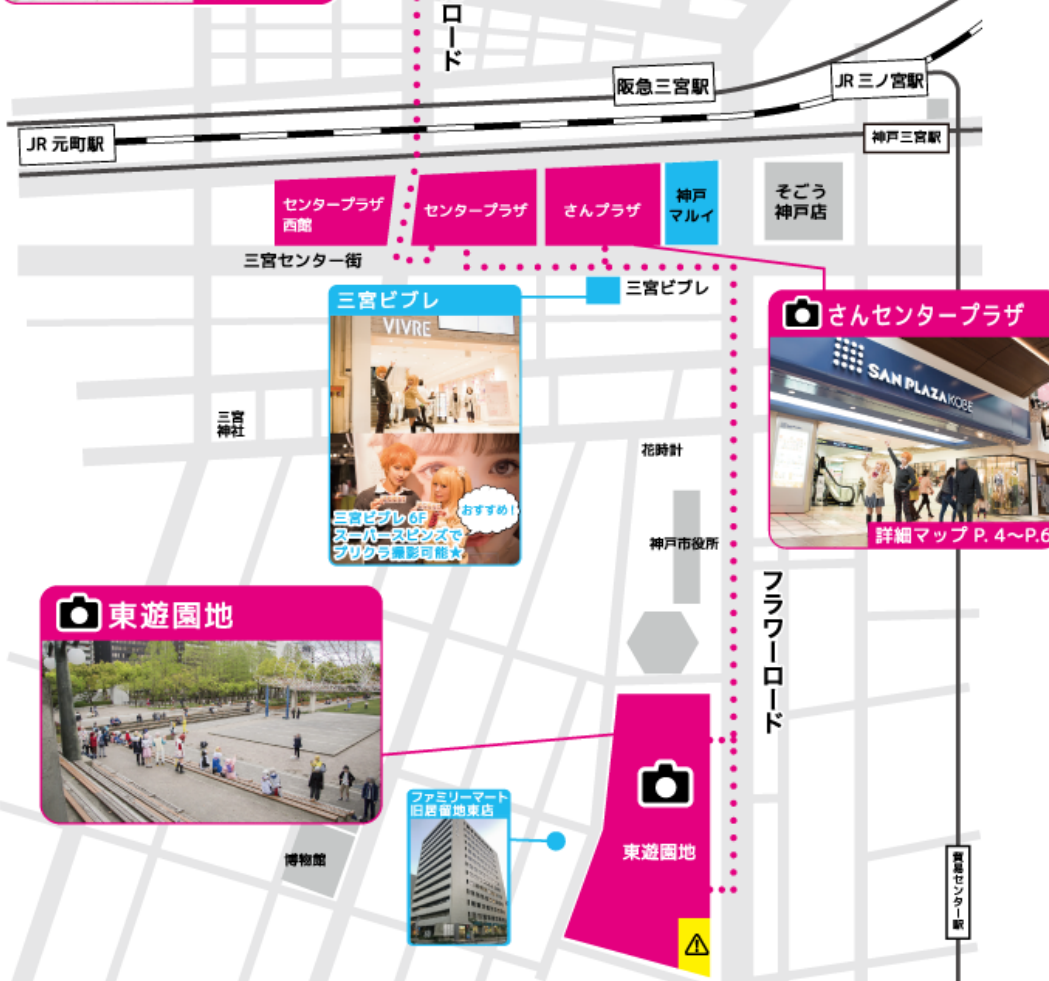 ロード
阪急三宮駅
JR 三ノ宮駅
JR 元町駅
神戸三宮駅
センタープラザ
西館
センタープラザ
さんプラザ
神戸
マルイ
そごう
神戸店
三宮センター街
三宮ビブレ
三宮ビブレ
VIVRE
おすすめ!
三宮ビブレ 6F
スーパースピンズで
プリクラ撮影可能★
さんセンタープラザ
SAN PLAZA KOBE
詳細マップ P. 4〜P.6
三宮
神社
花時計
神戸市役所
フラワーロード
東遊園地
ファミリーマート
旧居留地東店
東遊園地
博物館
貿易センター駅